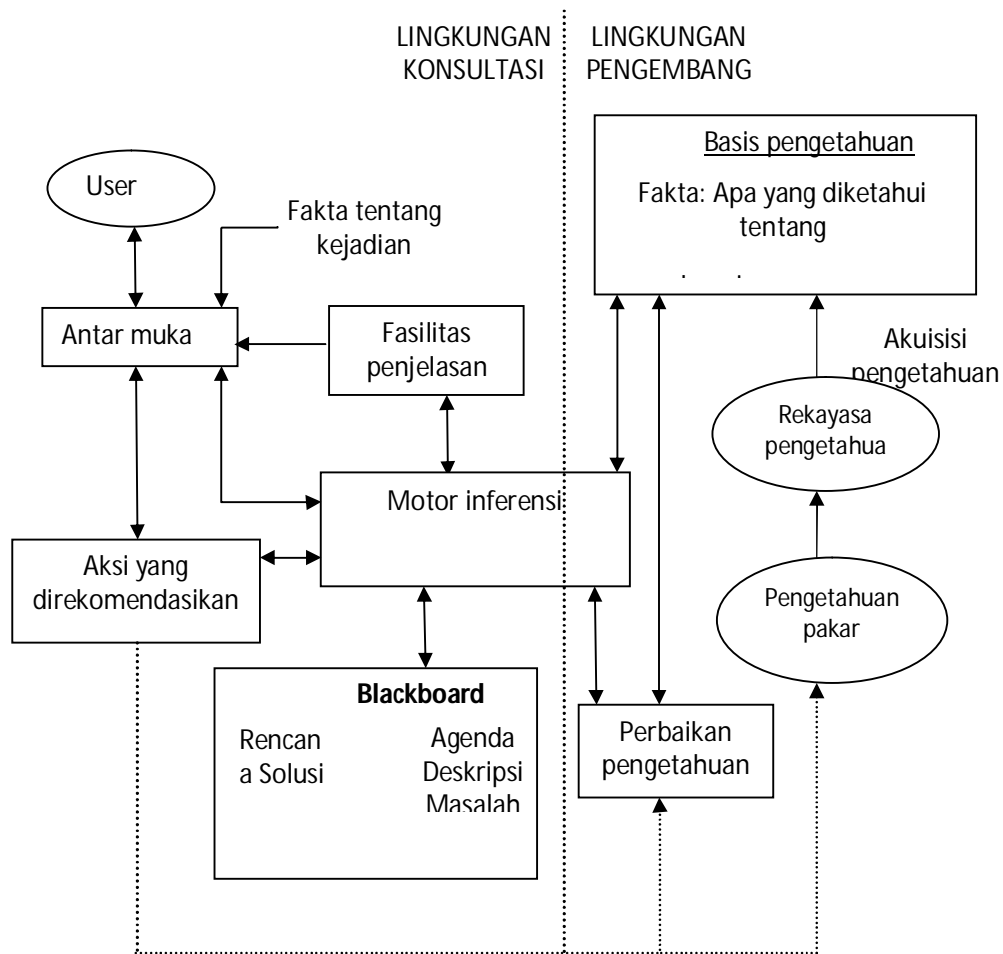 LINGKUNGAN
KONSULTASI
LINGKUNGAN
PENGEMBANG
Basis pengetahuan
Fakta: Apa yang diketahui
tentang
. .
User
Fakta tentang
kejadian
Antar muka
Fasilitas
penjelasan
Akuisisi
pengetahuan
Rekayasa
pengetahua
Motor inferensi
Aksi yang
direkomendasikan
Pengetahuan
pakar
Blackboard
Rencan
a Solusi
Agenda
Deskripsi
Masalah
Perbaikan
pengetahuan